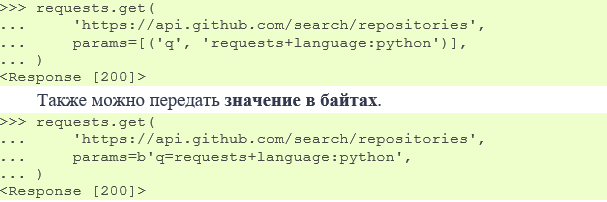 >>> requests.get(
...     'https://api.github.com/search/repositories',
...     params=[('q', 'requests+language:python')],
... )
<Response [200]>
Также можно передать значение в байтах.
>>> requests.get(
...     'https://api.github.com/search/repositories',
...     params=b'q=requests+language:python',
... )
<Response [200]>